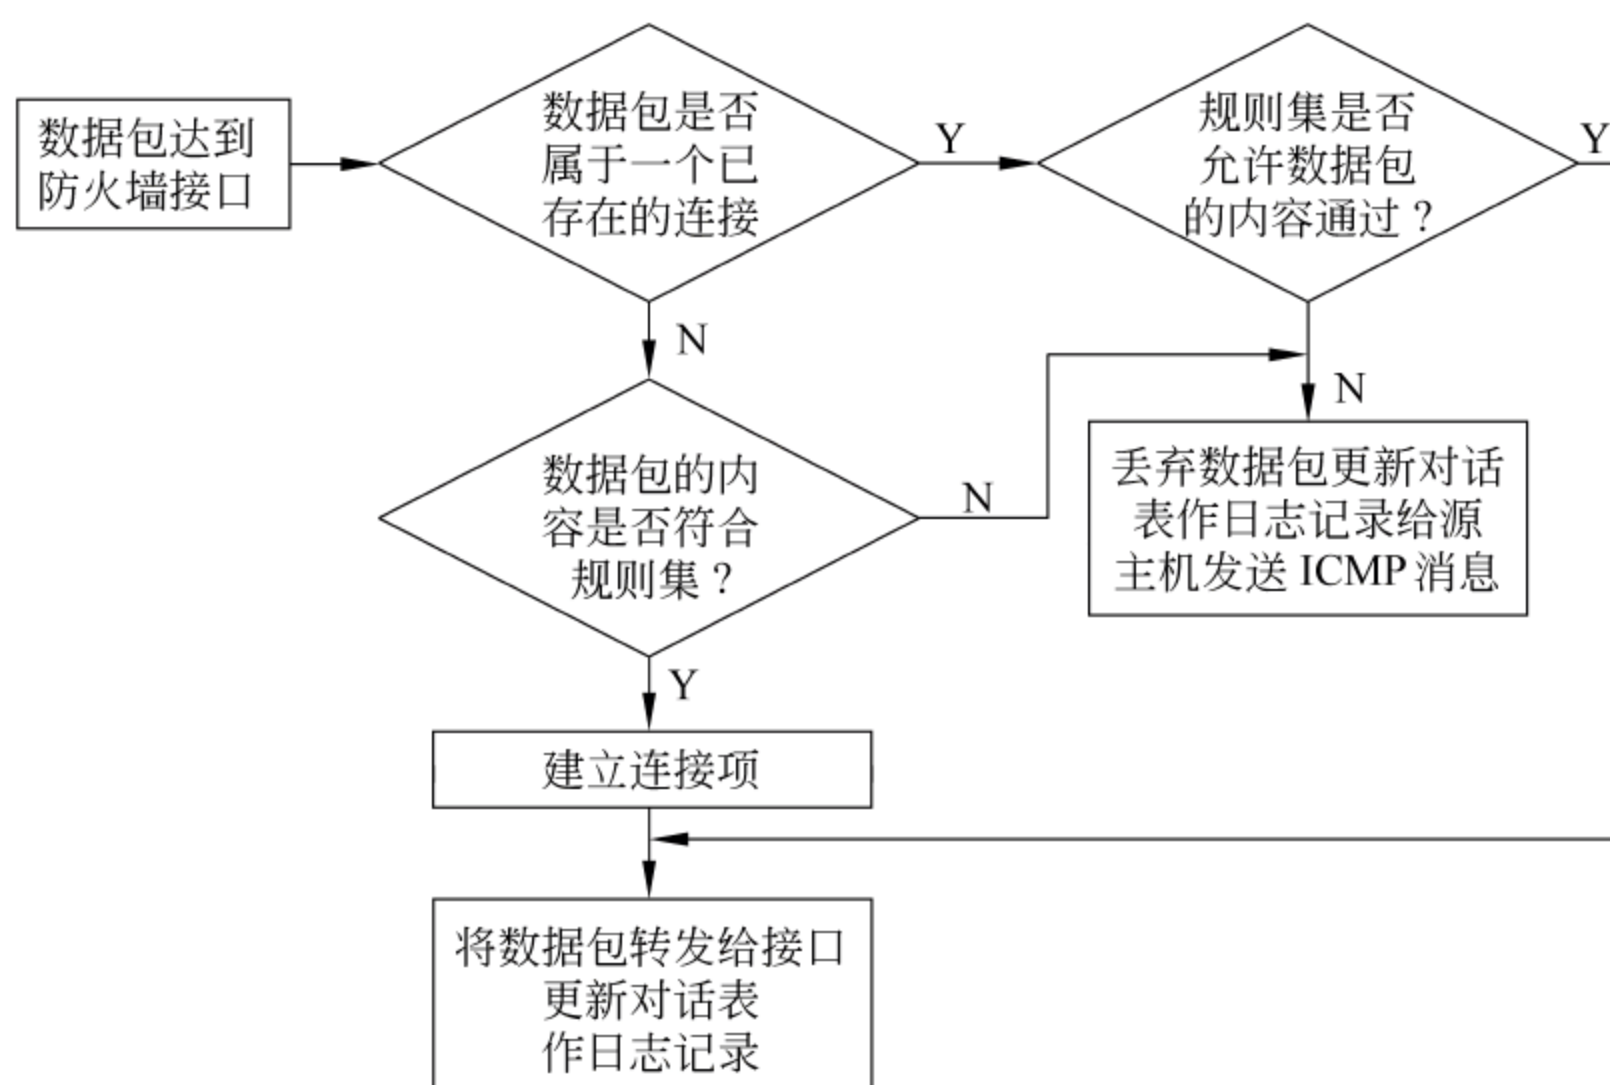 数据包达到
防火墙接口
数据包是否
属于一个已
存在的连接
Y
规则集是否
允许数据包
的内容通过？
Y
N
N
数据包的内
容是否符合
规则集？
N
丢弃数据包更新对话
表作日志记录给源
主机发送 ICMP 消息
Y
建立连接项
将数据包转发给接口
更新对话表
作日志记录